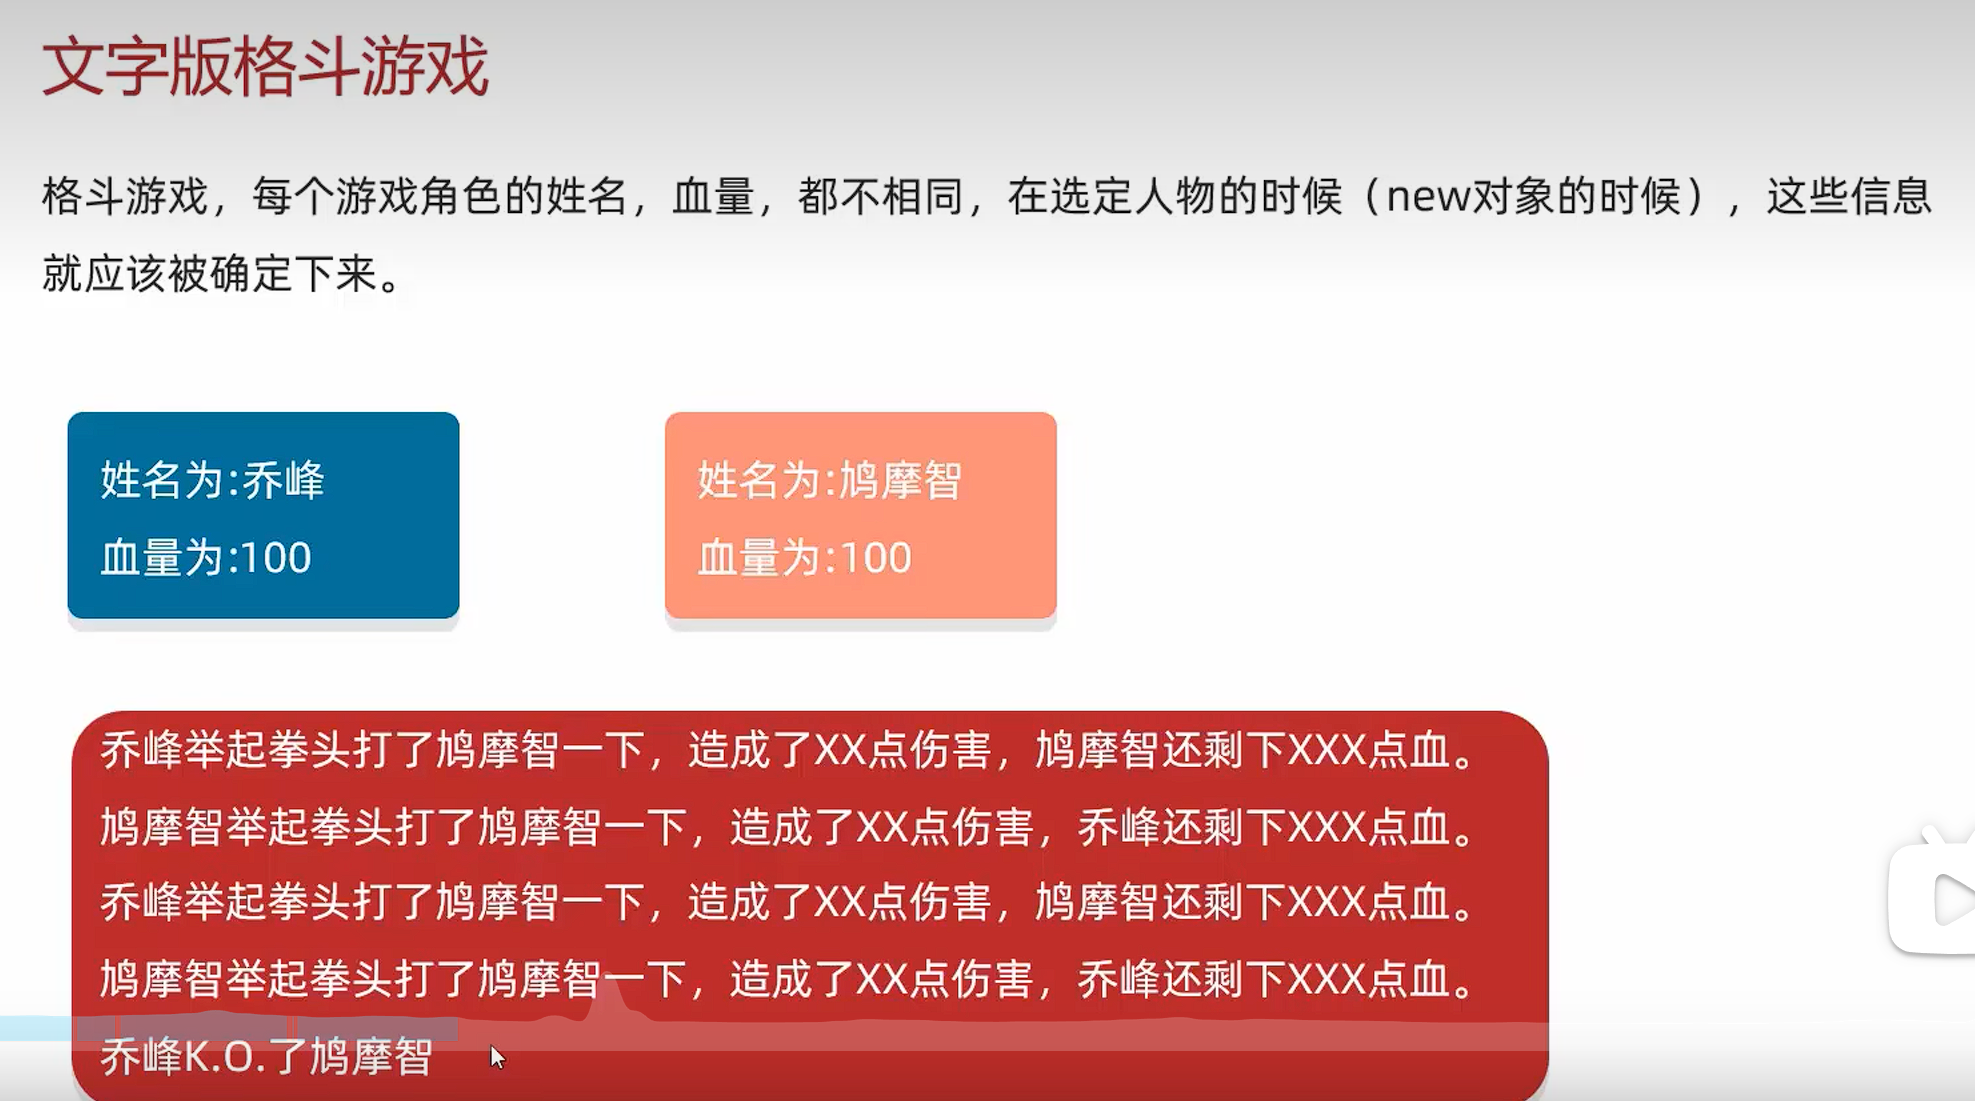 文字版格斗游戏
格斗游戏，每个游戏角色的姓名，血量，都不相同，在选定人物的时候（new对象的时候），这些信息
就应该被确定下来。
姓名为:乔峰
血量为:100
姓名为:鸠摩智
血量为:100
乔峰举起拳头打了鸠摩智一下，造成了XX点伤害，鸠摩智还剩下XXX点血。
鸠摩智举起拳头打了鸠摩智一下，造成了XX点伤害，乔峰还剩下XXX点血。
乔峰举起拳头打了鸠摩智一下，造成了XX点伤害，鸠摩智还剩下XXX点血。
鸠摩智举起拳头打了鸠摩智一下，造成了XX点伤害，乔峰还剩下XXX点血。
乔峰K.O.了鸠摩智